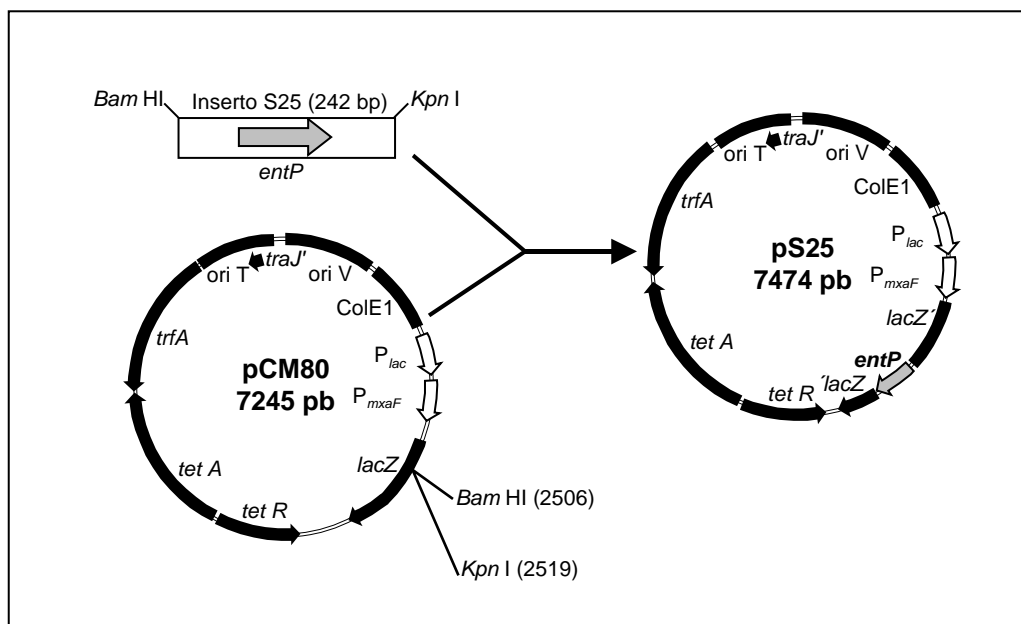 Bam HI
Inserto S25 (242 bp)
Kpn I
entP
ori T
traJ'
ori V
ColE1
Plac
PmxaF
lacZ
Bam HI (2506)
Kpn I (2519)
tet R
tet A
trfA
pCM80
7245 pb
ori T
traJ'
ori V
ColE1
Plac
PmxaF
lacZ´
entP
´lacZ
tet R
tet A
trfA
pS25
7474 pb